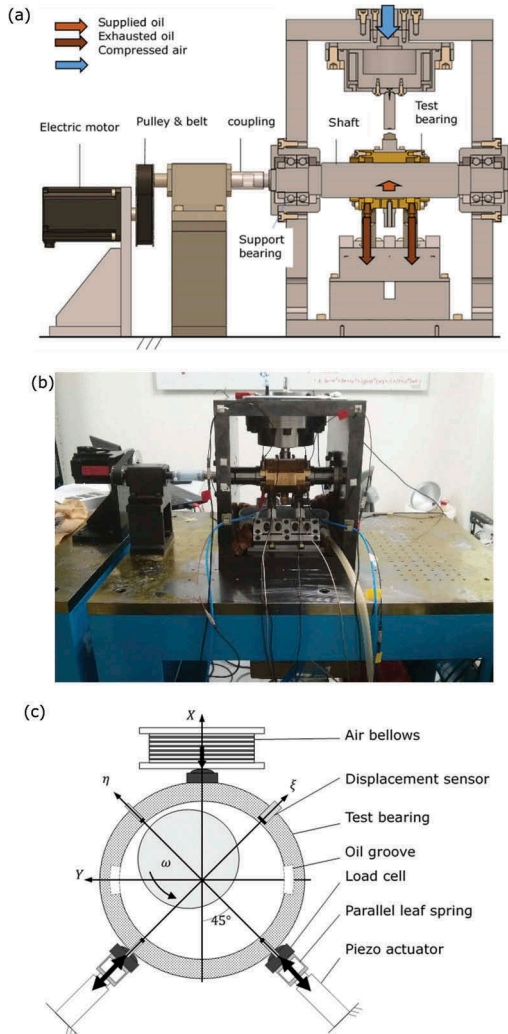 (a)
Supplied oil
Exhausted oil
Compressed air
Electric motor
Pulley & belt
coupling
Shaft
Test
bearing
Support
bearing
(b)
(c)
X
Air bellows
η
ξ
Displacement sensor
Test bearing
ω
Oil groove
Y
Load cell
45°
Parallel leaf spring
Piezo actuator